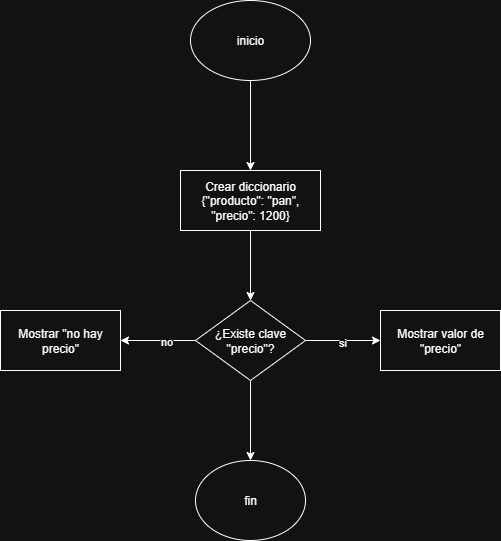 inicio
Crear diccionario
{"producto": "pan",
"precio": 1200}
¿Existe clave
"precio"?
no
si
Mostrar "no hay
precio"
Mostrar valor de
"precio"
fin